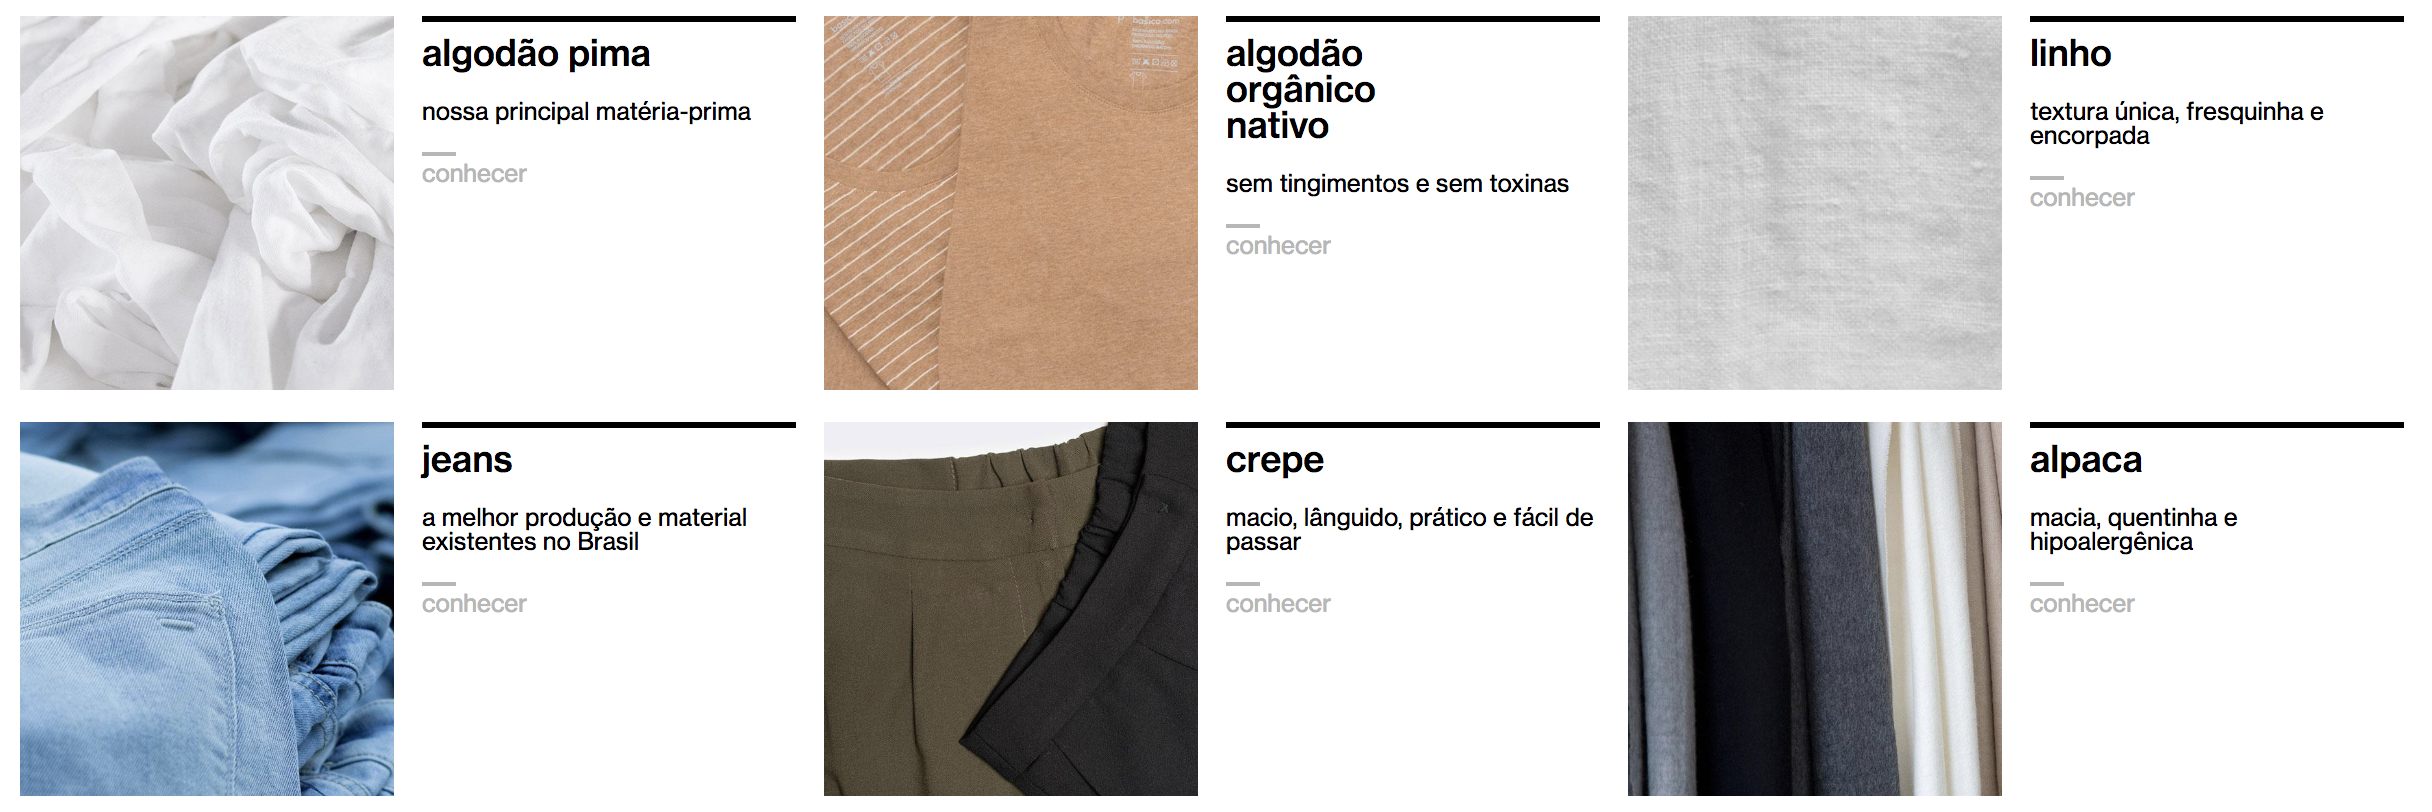 algodão pima
nossa principal matéria-prima
conhecer
basico.com
algodão
orgânico
nativo
sem tingimentos e sem toxinas
conhecer
linho
textura única, fresquinha e
encorpada
conhecer
jeans
a melhor produção e material
existentes no Brasil
conhecer
crepe
macio, lânguido, prático e fácil de
passar
conhecer
alpaca
macia, quentinha e
hipoalergênica
conhecer